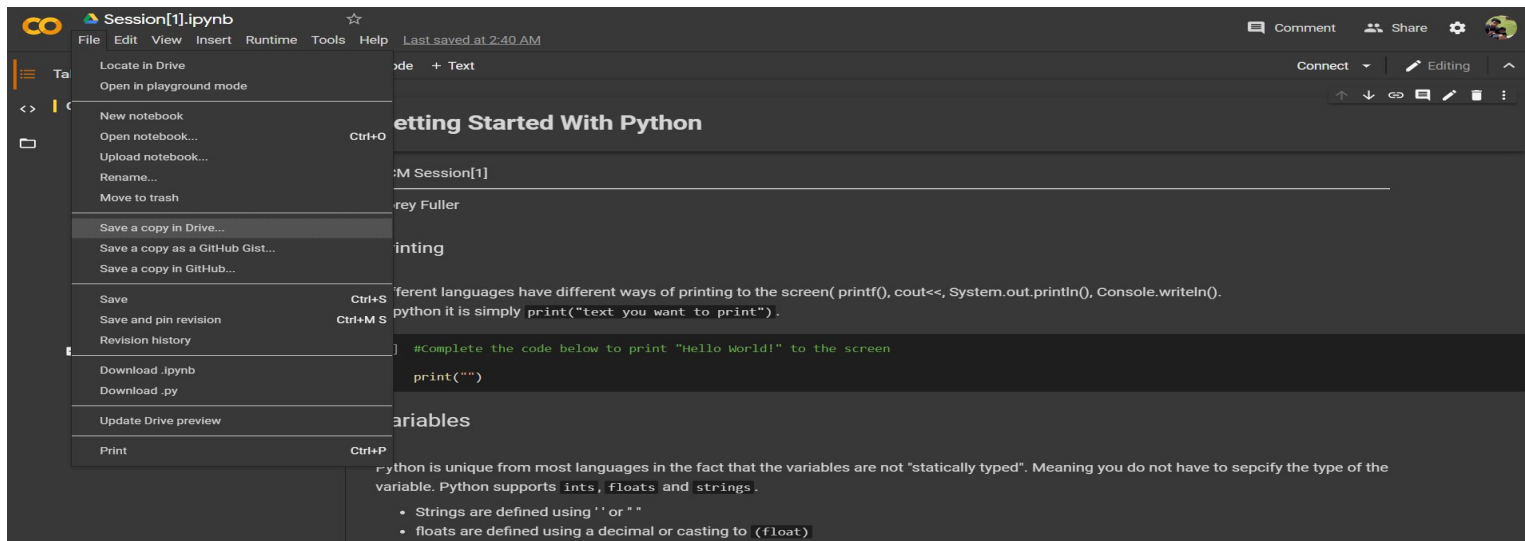 Session[1].ipynb
File Edit View Insert Runtime Tools Help Last saved at 2:40 AM
Comment Share
Locate in Drive
Open in playground mode
New notebook
Open notebook... Ctrl+O
Upload notebook...
Rename...
Move to trash
Save a copy in Drive...
Save a copy as a GitHub Gist...
Save a copy in GitHub...
Save Ctrl+S
Save and pin revision Ctrl+M S
Revision history
Download .ipynb
Download .py
Update Drive preview
Print Ctrl+P
+ Text
Connect Editing
etting Started With Python
M Session[1]
rey Fuller
inting
ferent languages have different ways of printing to the screen( printf(), cout<<, System.out.println(), Console.writeln().
python it is simply print("text you want to print").
] #Complete the code below to print "Hello World!" to the screen
print("")
ariables
Python is unique from most languages in the fact that the variables are not "statically typed". Meaning you do not have to sepcify the type of the
variable. Python supports ints, floats and strings.
• Strings are defined using ' ' or " "
• floats are defined using a decimal or casting to (float)